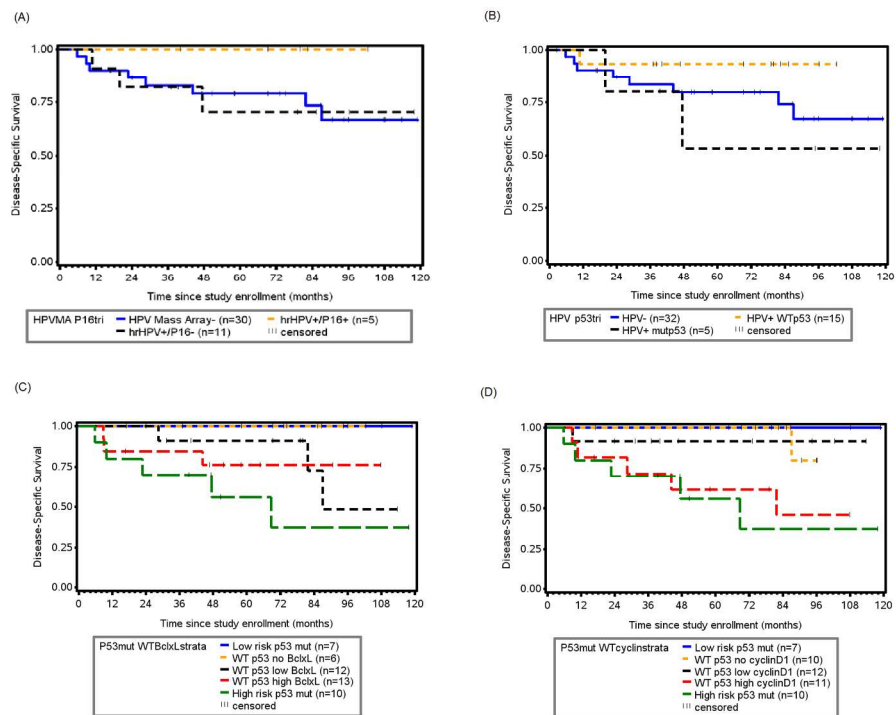 (A)
Disease-Specific Survival
1.00
0.75
0.50
0.25
0.00
0 12 24 36 48 60 72 84 96 108 120
Time since study enrollment (months)
HPVMA P16tri
HPV Mass Array- (n=30)
hrHPV+/P16+ (n=5)
hrHPV+/P16- (n=11)
censored
(B)
Disease-Specific Survival
1.00
0.75
0.50
0.25
0.00
0 12 24 36 48 60 72 84 96 108 120
Time since study enrollment (months)
HPV p53tri
HPV- (n=32)
HPV+ WTp53 (n=15)
HPV+ mutp53 (n=5)
censored
(C)
Disease-Specific Survival
1.00
0.75
0.50
0.25
0.00
0 12 24 36 48 60 72 84 96 108 120
Time since study enrollment (months)
P53mut WTBclxLstrata
Low risk p53 mut (n=7)
WT p53 no BclxL (n=6)
WT p53 low BclxL (n=12)
WT p53 high BclxL (n=13)
High risk p53 mut (n=10)
censored
(D)
Disease-Specific Survival
1.00
0.75
0.50
0.25
0.00
0 12 24 36 48 60 72 84 96 108 120
Time since study enrollment (months)
P53mut WTcyclinstrata
Low risk p53 mut (n=7)
WT p53 no cyclinD1 (n=10)
WT p53 low cyclinD1 (n=12)
WT p53 high cyclinD1 (n=11)
High risk p53 mut (n=10)
censored